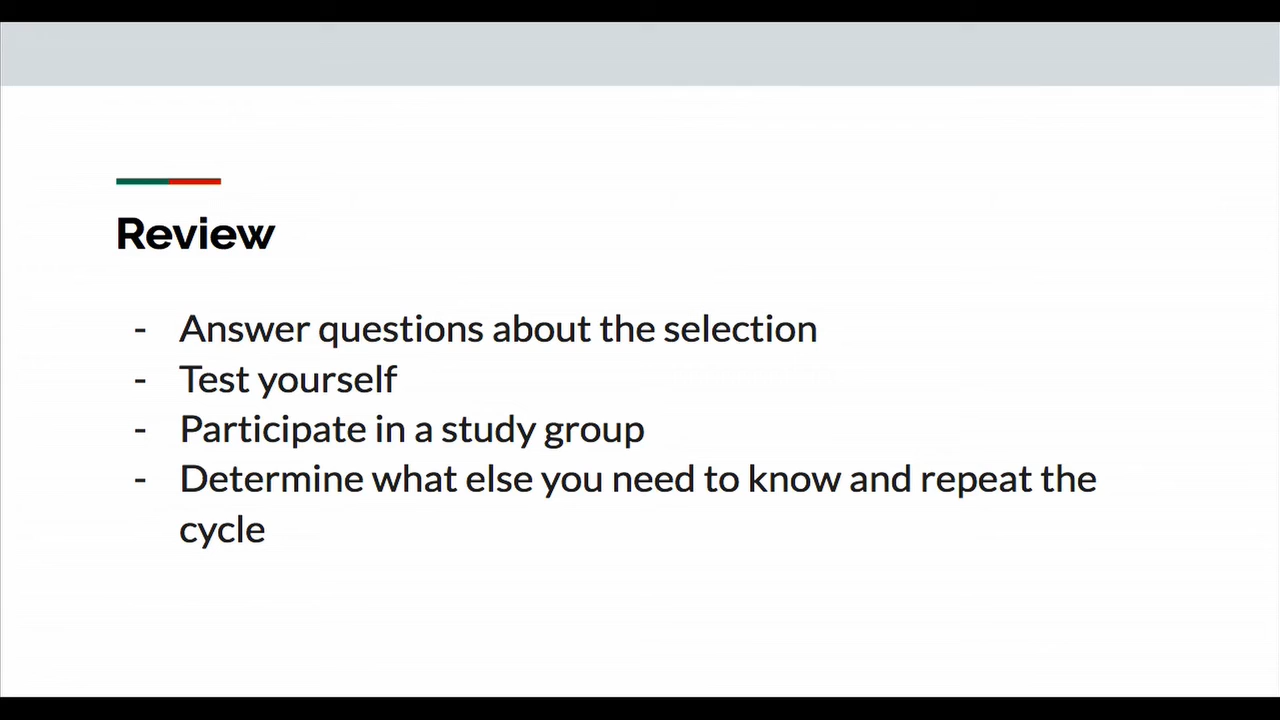 Review
- Answer questions about the selection
- Test yourself
- Participate in a study group
- Determine what else you need to know and repeat the
cycle